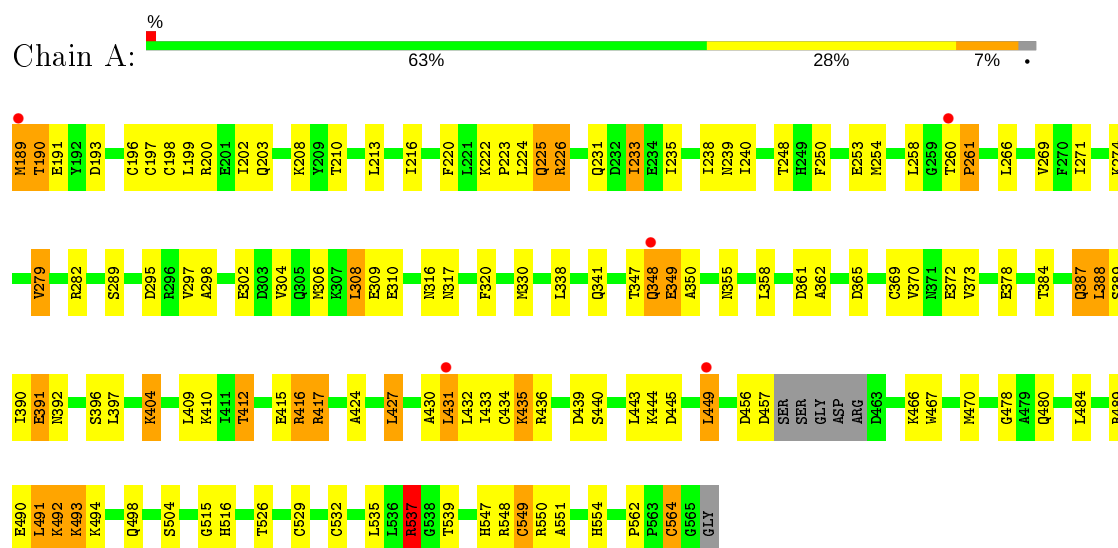 %
Chain A:
63% 28% 7% •
M189 T190 E191 Y192 D193 C196 C197 C198 L199 R200 E201 I202 Q203 K208 Y209 T210 L213 I216 F220 L221 K222 P223 L224 Q225 R226 Q231 D232 I233 E234 I235 I238 N239 I240 T248 H249 F250 E253 M254 L258 G259 T260 P261 L266 V269 F270 I271 K274
V279 R282 S289 D295 R296 V297 A298 E302 D303 V304 Q305 M306 K307 L308 E309 E310 N316 N317 F320 M330 L338 Q341 T347 Q348 E349 A350 N355 L358 D361 A362 D365 C369 V370 N371 E372 V373 E378 T384 Q387 L388 S389
I390 E391 N392 S396 L397 K404 L409 K410 I411 T412 E415 R416 R417 A424 L427 A430 L431 L432 I433 C434 K435 R436 D439 S440 L443 K444 D445 L449 D456 D457 SER SER GLY ASP ARG D463 K466 W467 M470 G478 A479 Q480 L484 R489
E490 L491 K492 K493 K494 Q498 S504 G515 H516 T526 C529 C532 L535 L536 R537 G538 T539 H547 R548 C549 R550 A551 H554 P562 P563 C564 G565 GLY